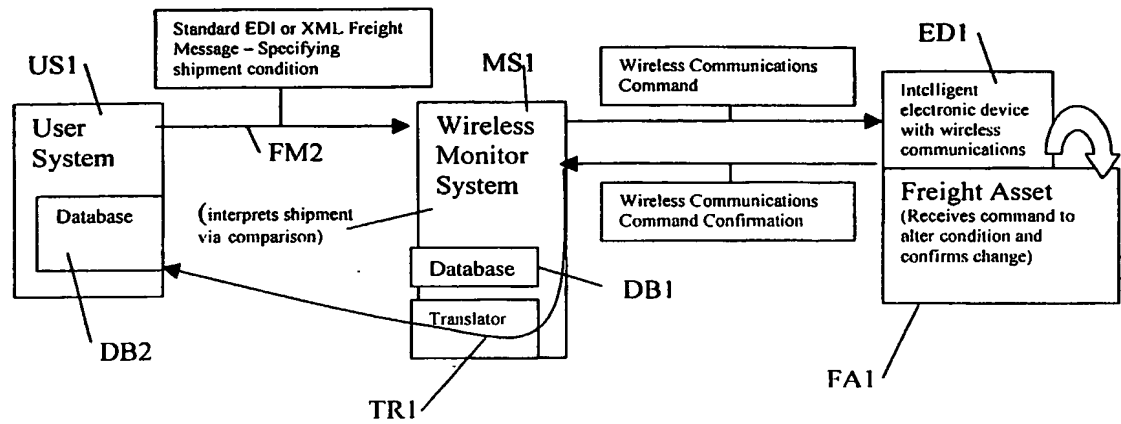 Standard EDI or XML Freight
Message – Specifying
shipment condition
US1
MS1
ED1
Wireless Communications
Command
Intelligent
electronic device
with wireless
communications
User
System
FM2
Wireless
Monitor
System
Database
(interprets shipment
via comparison)
Wireless Communications
Command Confirmation
Freight Asset
(Receives command to
alter condition and
confirms change)
Database
DB1
Translator
DB2
TR1
FA1